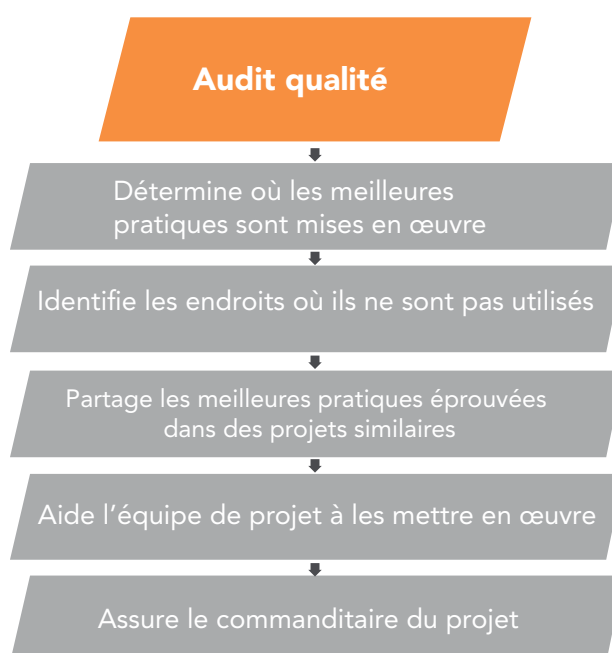 Audit qualité
Détermine où les meilleures
pratiques sont mises en œuvre
Identifie les endroits où ils ne sont pas utilisés
Partage les meilleures pratiques éprouvées
dans des projets similaires
Aide l’équipe de projet à les mettre en œuvre
Assure le commanditaire du projet